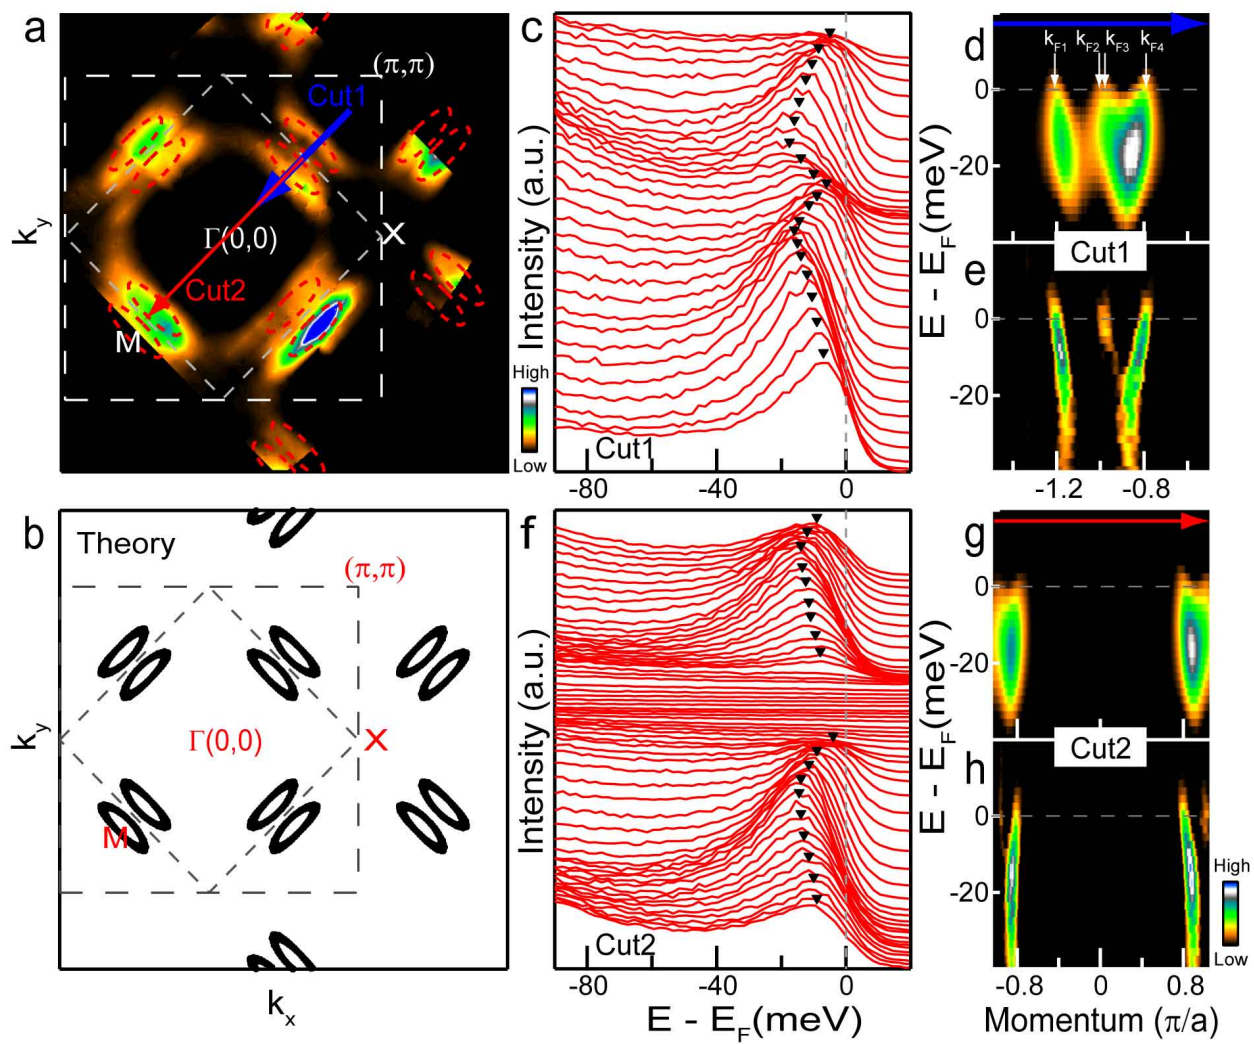 a
(π,π)
Cut1
Γ(0,0)
X
Cut2
M
k_y
High
Low
c
Intensity (a.u.)
Cut1
-80
-40
0
d
k_F1 k_F2 k_F3 k_F4
0
-20
E - E_F(meV)
Cut1
e
0
-20
-1.2
-0.8
b
Theory
(π,π)
Γ(0,0)
X
M
k_y
k_x
f
Intensity (a.u.)
Cut2
-80
-40
0
E - E_F(meV)
g
0
-20
E - E_F(meV)
Cut2
h
0
-20
High
Low
-0.8
0
0.8
Momentum (π/a)